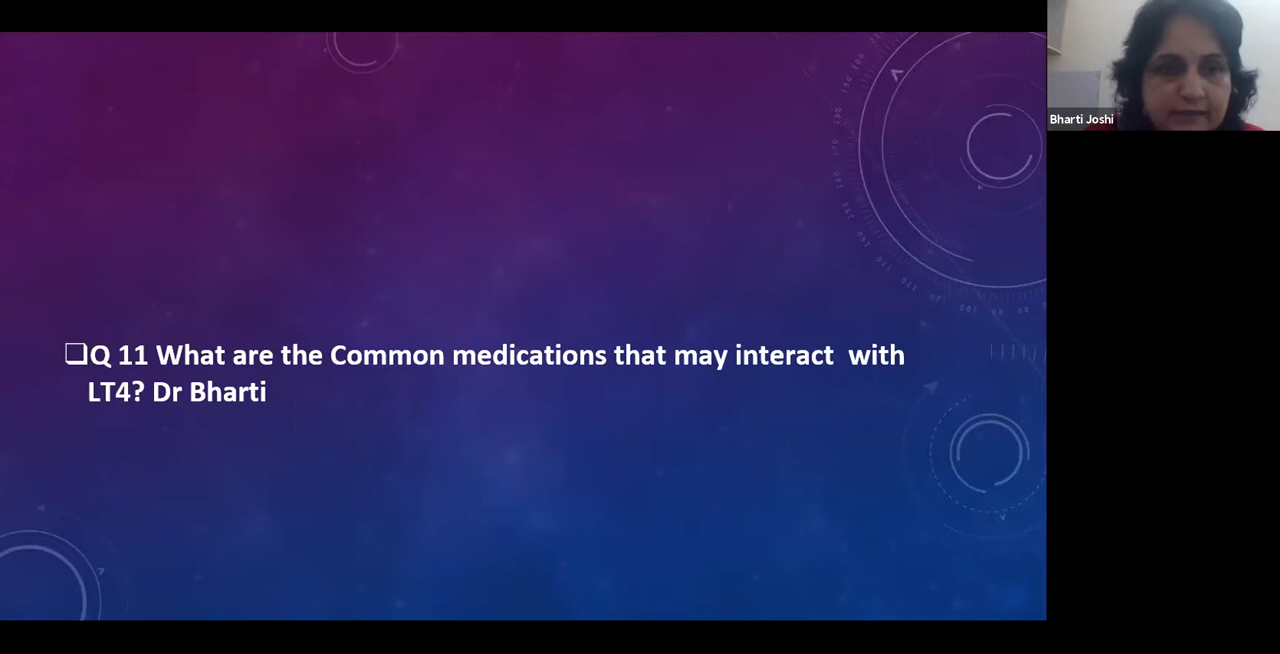 ❑Q 11 What are the Common medications that may interact with
LT4? Dr Bharti
Bharti Joshi